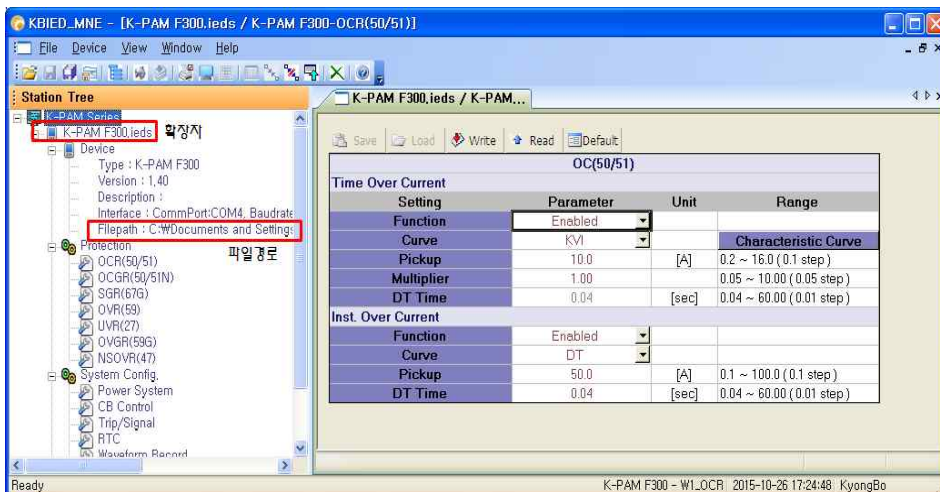 KBIED_MNE - [K-PAM F300.ieds / K-PAM F300-OCR(50/51)]
File Device View Window Help
Station Tree
K-PAM Series
K-PAM F300.ieds 확장자
Device
Type : K-PAM F300
Version : 1.40
Description :
Interface : CommPort:COM4, Baudrate
Filepath : C:₩Documents and Settings
파일경로
Protection
OCR(50/51)
OCGR(50/51N)
SGR(67G)
OVR(59)
UVR(27)
OVGR(59G)
NSOVR(47)
System Config.
Power System
CB Control
Trip/Signal
RTC
Waveform Record
K-PAM F300.ieds / K-PAM...
Save Load Write Read Default
OC(50/51)
Time Over Current
Setting Parameter Unit Range
Function Enabled
Curve KVI Characteristic Curve
Pickup 10.0 [A] 0.2 ~ 16.0 ( 0.1 step )
Multiplier 1.00 0.05 ~ 10.00 ( 0.05 step )
DT Time 0.04 [sec] 0.04 ~ 60.00 ( 0.01 step )
Inst. Over Current
Function Enabled
Curve DT
Pickup 50.0 [A] 0.1 ~ 100.0 ( 0.1 step )
DT Time 0.04 [sec] 0.04 ~ 60.00 ( 0.01 step )
Ready K-PAM F300 - W1_OCR 2015-10-26 17:24:48 KyongBo